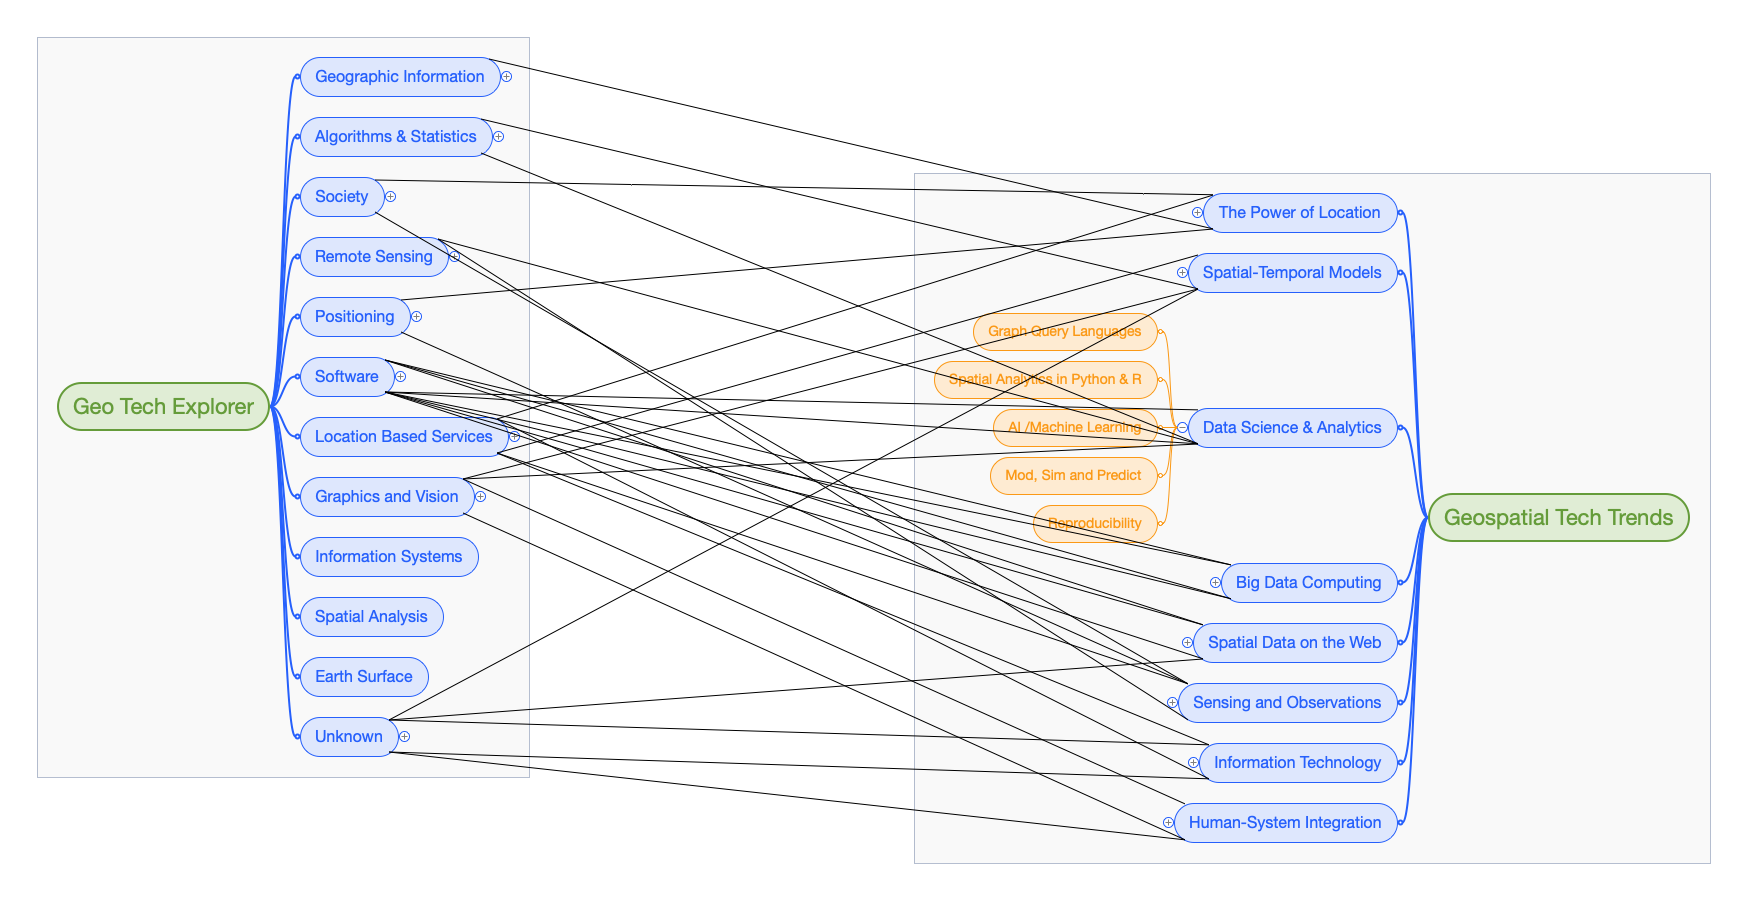 Geo Tech Explorer
Geographic Information
Algorithms & Statistics
Society
Remote Sensing
Positioning
Software
Location Based Services
Graphics and Vision
Information Systems
Spatial Analysis
Earth Surface
Unknown
The Power of Location
Spatial-Temporal Models
Graph Query Languages
Spatial Analytics in Python & R
AI /Machine Learning
Mod, Sim and Predict
Reproducibility
Data Science & Analytics
Big Data Computing
Spatial Data on the Web
Sensing and Observations
Information Technology
Human-System Integration
Geospatial Tech Trends